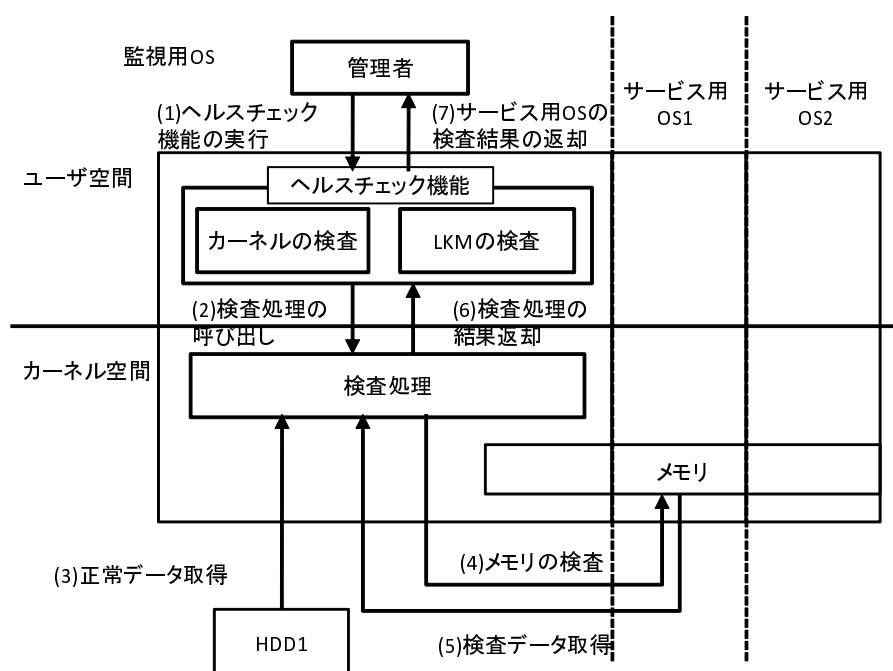 監視用OS
管理者
サービス用
OS1
サービス用
OS2
(1)ヘルスチェック
機能の実行
(7)サービス用OSの
検査結果の返却
ユーザ空間
ヘルスチェック機能
カーネルの検査
LKMの検査
(2)検査処理の
呼び出し
(6)検査処理の
結果返却
カーネル空間
検査処理
メモリ
(4)メモリの検査
(3)正常データ取得
HDD1
(5)検査データ取得